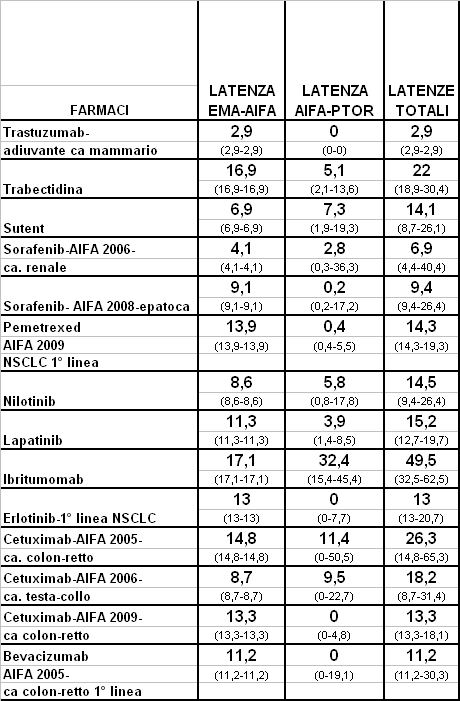 FARMACI LATENZA EMA-AIFA LATENZA AIFA-PTOR LATENZE TOTALI
Trastuzumab- 2,9 0 2,9
adiuvante ca mammario (2,9-2,9) (0-0) (2,9-2,9)
16,9 5,1 22
Trabectidina (16,9-16,9) (2,1-13,6) (18,9-30,4)
6,9 7,3 14,1
Sutent (6,9-6,9) (1,9-19,3) (8,7-26,1)
Sorafenib-AIFA 2006- 4,1 2,8 6,9
ca. renale (4,1-4,1) (0,3-36,3) (4,4-40,4)
9,1 0,2 9,4
Sorafenib- AIFA 2008-epatoca (9,1-9,1) (0,2-17,2) (9,4-26,4)
Pemetrexed 13,9 0,4 14,3
AIFA 2009 (13,9-13,9) (0,4-5,5) (14,3-19,3)
NSCLC 1° linea
8,6 5,8 14,5
Nilotinib (8,6-8,6) (0,8-17,8) (9,4-26,4)
11,3 3,9 15,2
Lapatinib (11,3-11,3) (1,4-8,5) (12,7-19,7)
17,1 32,4 49,5
Ibritumomab (17,1-17,1) (15,4-45,4) (32,5-62,5)
13 0 13
Erlotinib-1° linea NSCLC (13-13) (0-7,7) (13-20,7)
Cetuximab-AIFA 2005- 14,8 11,4 26,3
ca. colon-retto (14,8-14,8) (0-50,5) (14,8-65,3)
Cetuximab-AIFA 2006- 8,7 9,5 18,2
ca. testa-collo (8,7-8,7) (0-22,7) (8,7-31,4)
Cetuximab-AIFA 2009- 13,3 0 13,3
ca colon-retto (13,3-13,3) (0-4,8) (13,3-18,1)
Bevacizumab 11,2 0 11,2
AIFA 2005- (11,2-11,2) (0-19,1) (11,2-30,3)
ca colon-retto 1° linea